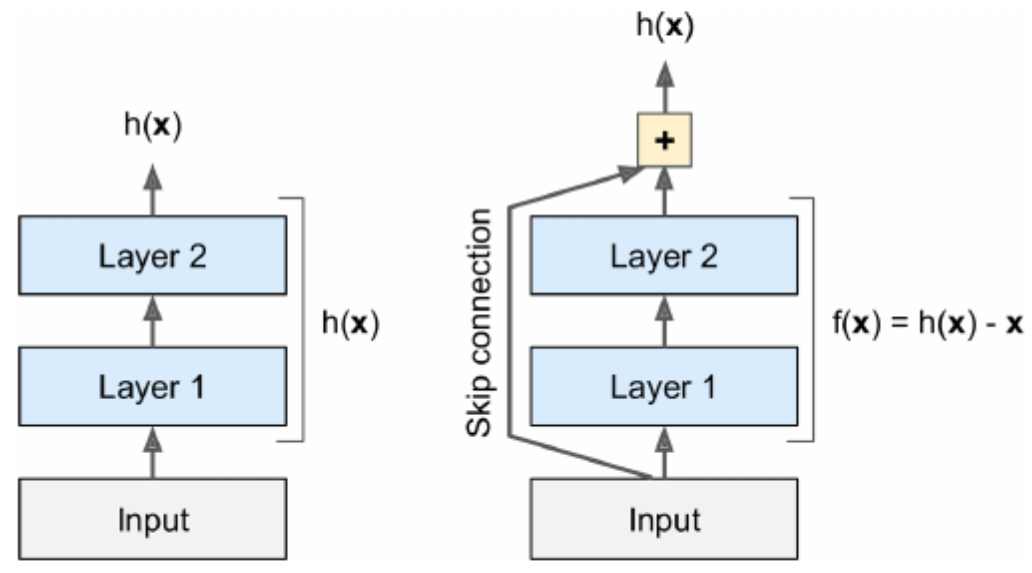 h(x)
Layer 2
Layer 1
h(x)
Input
h(x)
+
Skip connection
Layer 2
Layer 1
f(x) = h(x) - x
Input